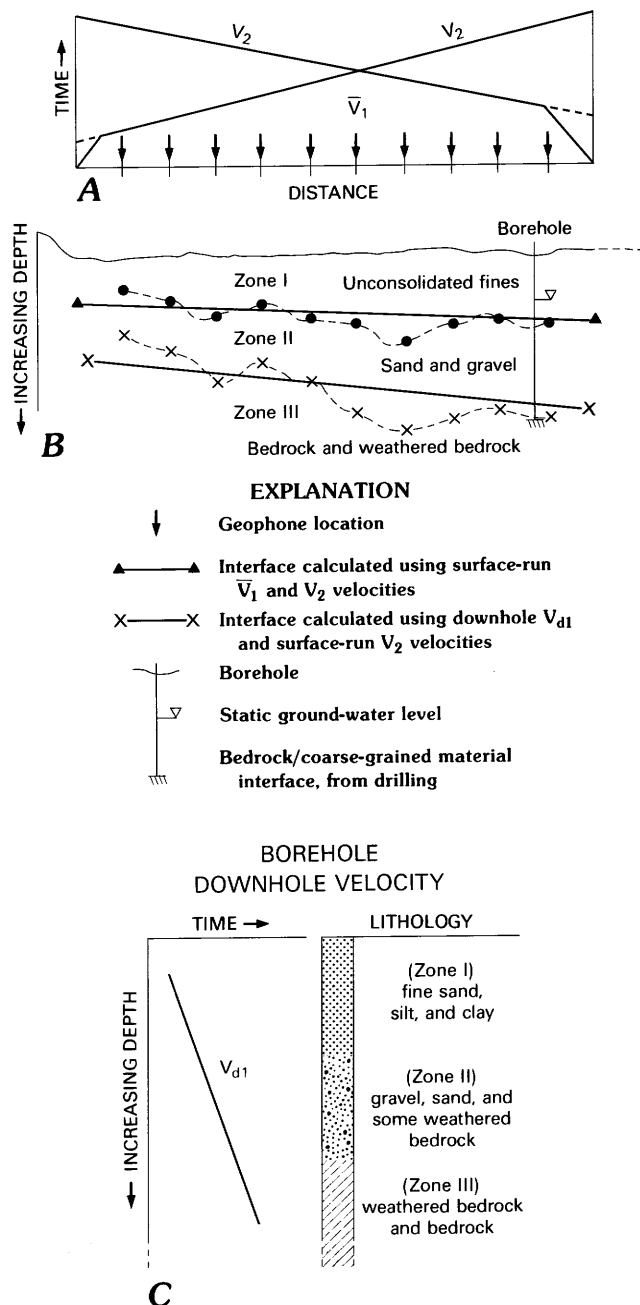 TIME
V2
V2
V̅1
A
DISTANCE
INCREASING DEPTH
Borehole
Zone I
Unconsolidated fines
Zone II
Sand and gravel
Zone III
Bedrock and weathered bedrock
B
EXPLANATION
Geophone location
Interface calculated using surface-run
V̅1 and V2 velocities
X
X
Interface calculated using downhole Vd1
and surface-run V2 velocities
Borehole
Static ground-water level
Bedrock/coarse-grained material
interface, from drilling
BOREHOLE
DOWNHOLE VELOCITY
TIME
LITHOLOGY
INCREASING DEPTH
Vd1
(Zone I)
fine sand,
silt, and clay
(Zone II)
gravel, sand, and
some weathered
bedrock
(Zone III)
weathered bedrock
and bedrock
C